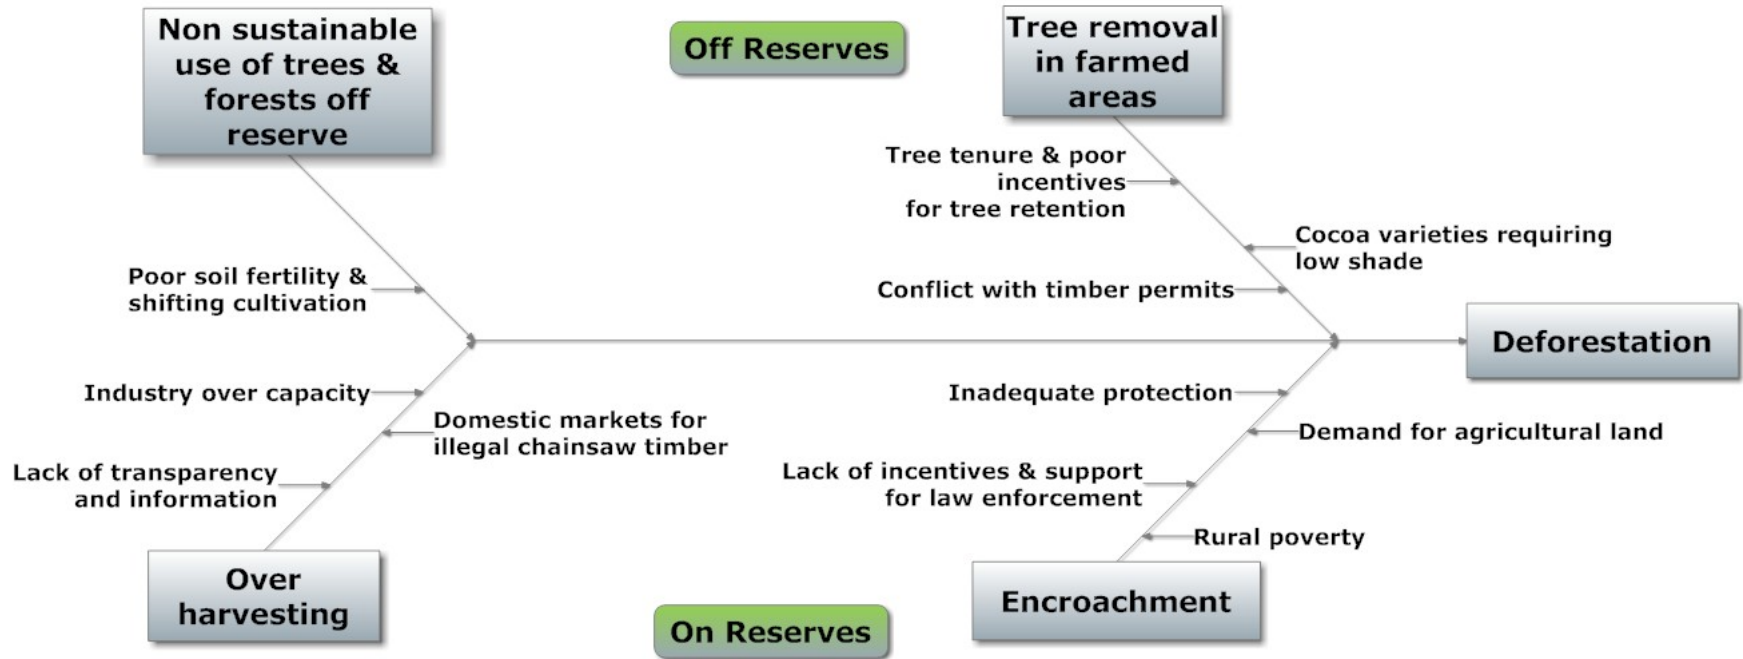 Non sustainable
use of trees &
forests off
reserve
Off Reserves
Tree removal
in farmed
areas
Tree tenure & poor
incentives
for tree retention
Cocoa varieties requiring
low shade
Poor soil fertility &
shifting cultivation
Conflict with timber permits
Deforestation
Industry over capacity
Domestic markets for
illegal chainsaw timber
Lack of transparency
and information
Inadequate protection
Demand for agricultural land
Lack of incentives & support
for law enforcement
Rural poverty
Over
harvesting
On Reserves
Encroachment